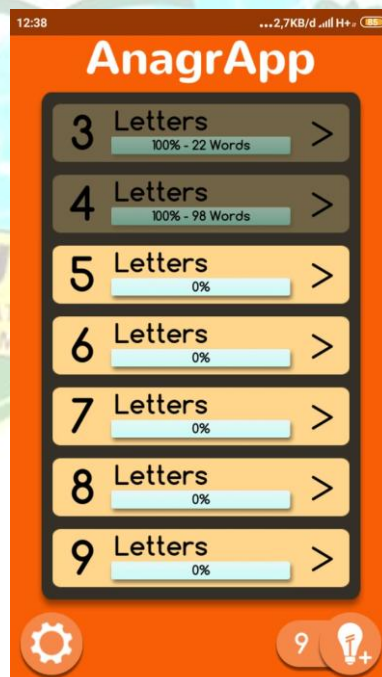 12:38
...2,7KB/d H+ 85
AnagrApp
3 Letters >
100% - 22 Words
4 Letters >
100% - 98 Words
5 Letters >
0%
6 Letters >
0%
7 Letters >
0%
8 Letters >
0%
9 Letters >
0%
9 +